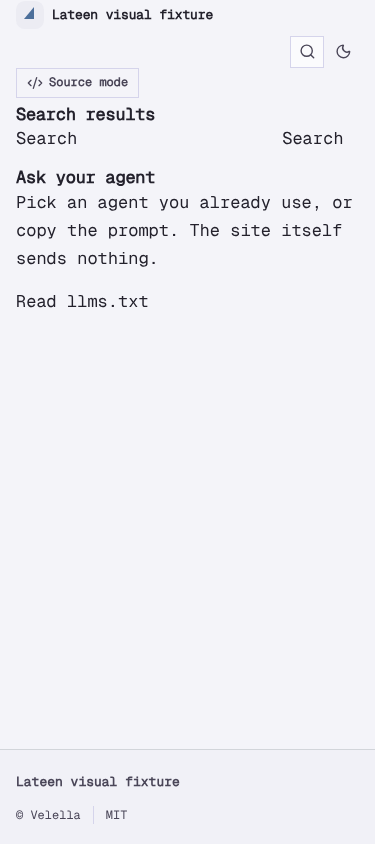 Lateen visual fixture
</> Source mode
Search results
Search Search
Ask your agent
Pick an agent you already use, or
copy the prompt. The site itself
sends nothing.
Read llms.txt
Lateen visual fixture
© Velella MIT